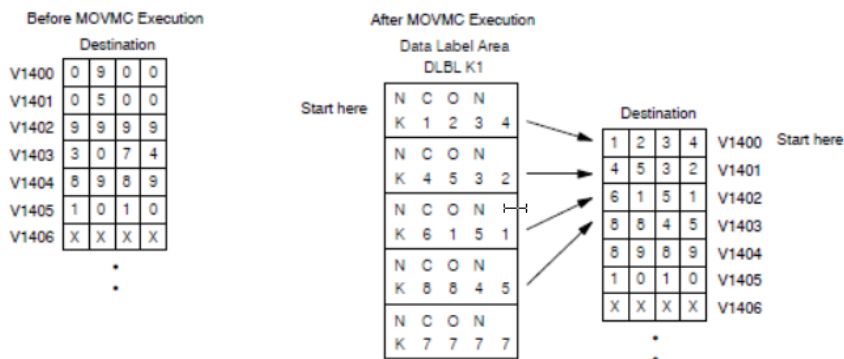 Before MOVMC Execution
Destination
V1400 0 9 0 0
V1401 0 5 0 0
V1402 9 9 9 9
V1403 3 0 7 4
V1404 8 9 8 9
V1405 1 0 1 0
V1406 X X X X
After MOVMC Execution
Data Label Area
DLBL K1
Start here
N C O N
K 1 2 3 4
N C O N
K 4 5 3 2
N C O N
K 6 1 5 1
N C O N
K 8 8 4 5
N C O N
K 7 7 7 7
Destination
1 2 3 4 V1400 Start here
4 5 3 2 V1401
6 1 5 1 V1402
8 8 4 5 V1403
8 9 8 9 V1404
1 0 1 0 V1405
X X X X V1406